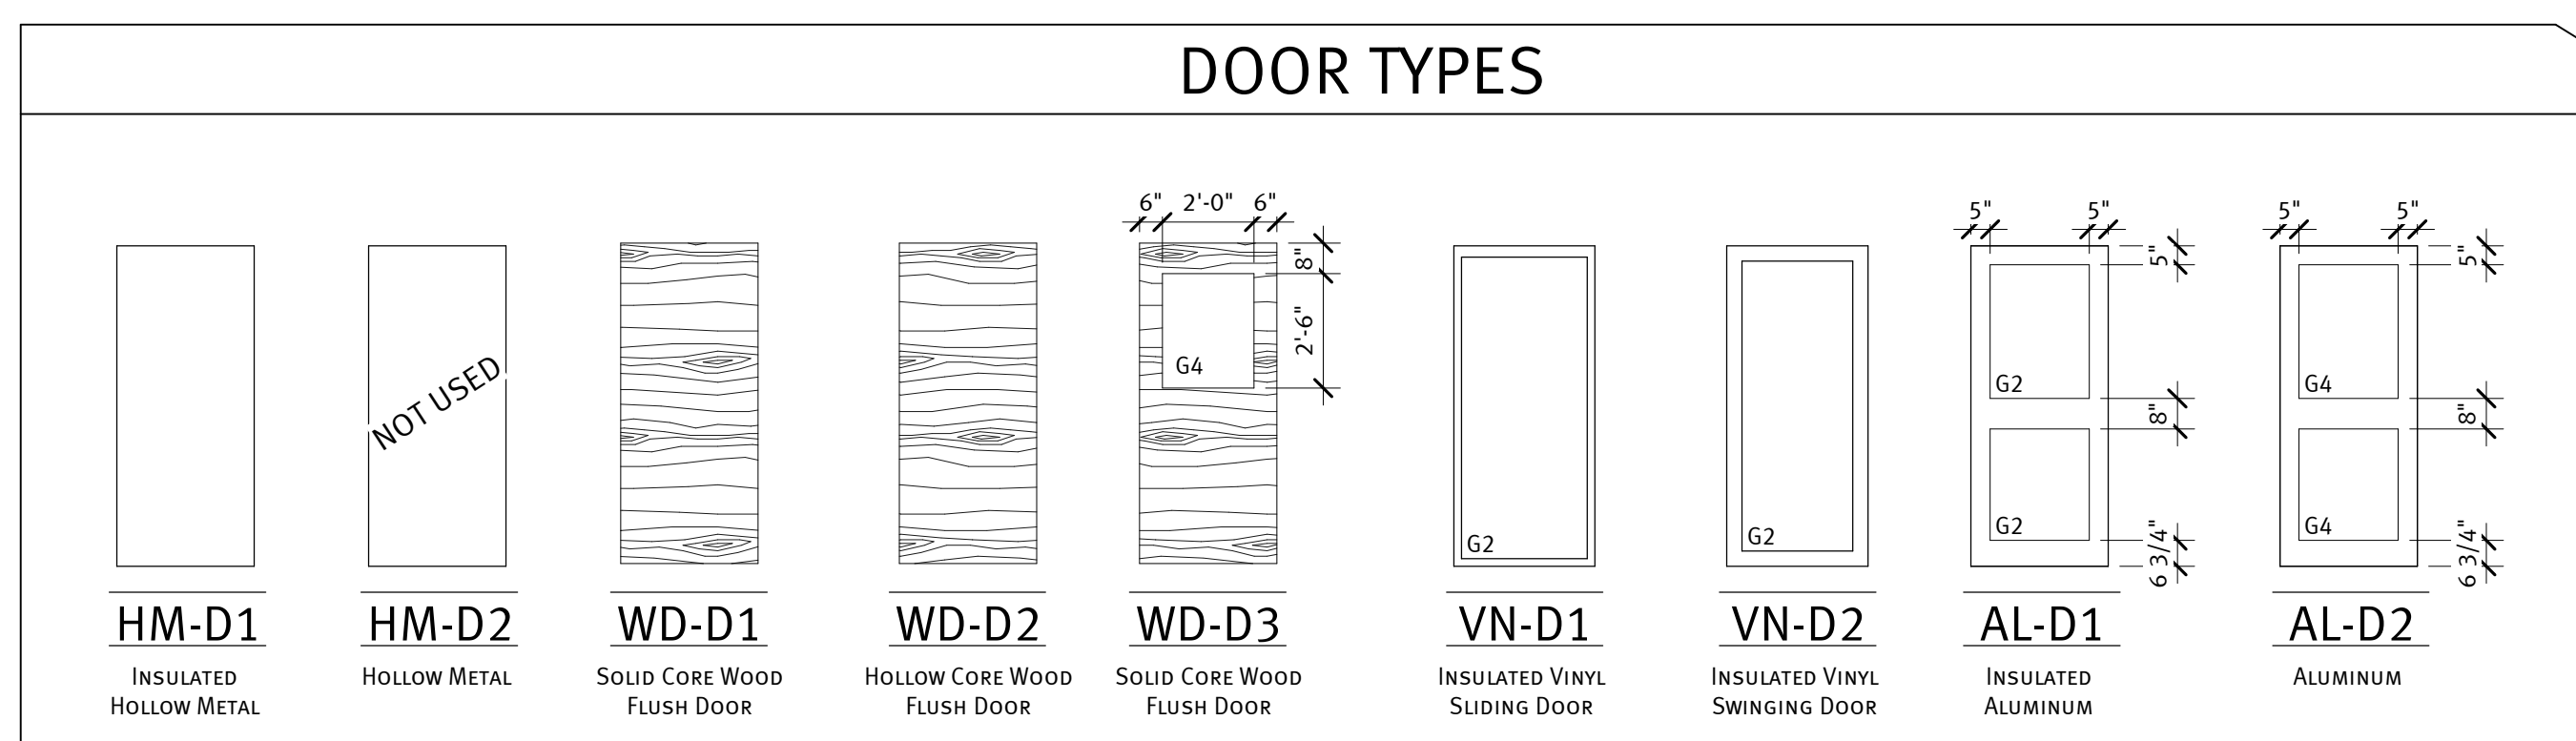 DOOR TYPES
6" 2'-0" 6"
8"
2'-6"
G4
5" 5"
5"
8"
6 3/4"
5" 5"
5"
8"
6 3/4"
NOT USED
G2
G2
G2
G2
G4
G4
HM-D1 HM-D2 WD-D1 WD-D2 WD-D3 VN-D1 VN-D2 AL-D1 AL-D2
INSULATED
HOLLOW METAL
HOLLOW METAL
SOLID CORE WOOD
FLUSH DOOR
HOLLOW CORE WOOD
FLUSH DOOR
SOLID CORE WOOD
FLUSH DOOR
INSULATED VINYL
SLIDING DOOR
INSULATED VINYL
SWINGING DOOR
INSULATED
ALUMINUM
ALUMINUM